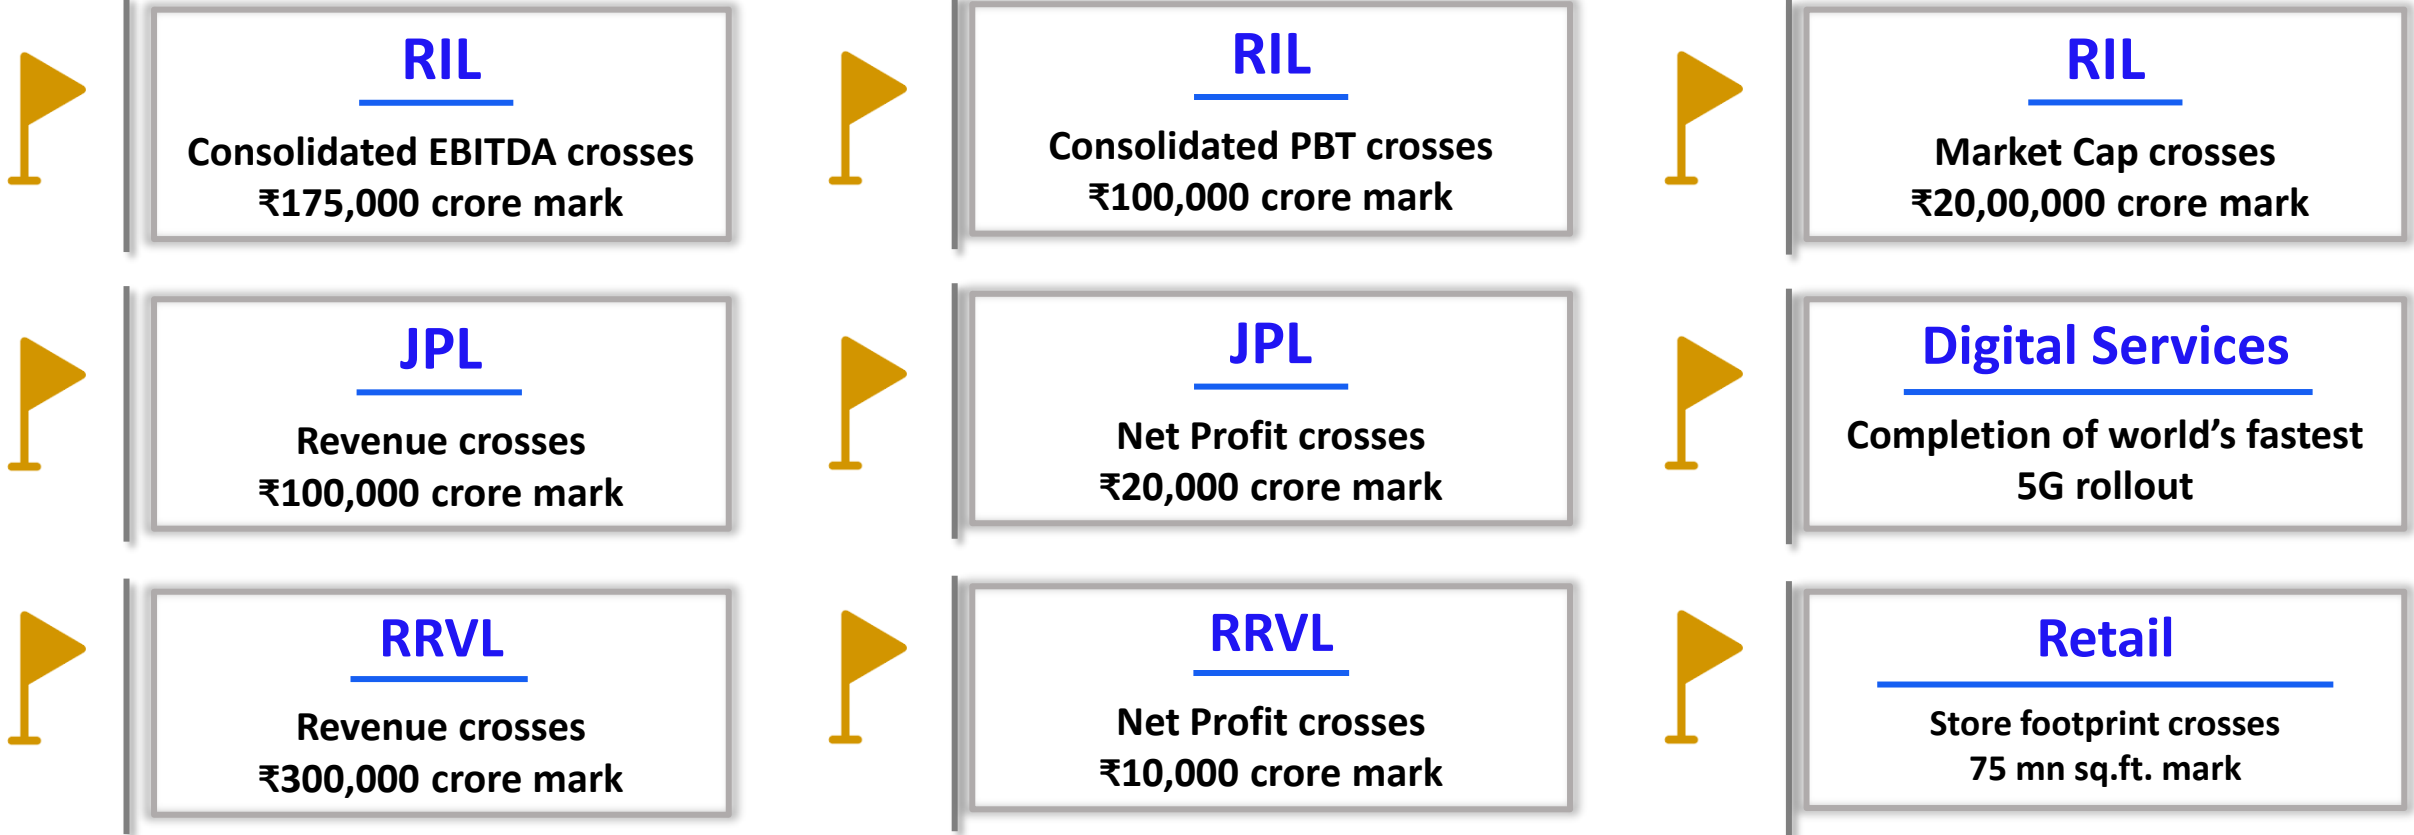 RIL
Consolidated EBITDA crosses
₹175,000 crore mark
RIL
Consolidated PBT crosses
₹100,000 crore mark
RIL
Market Cap crosses
₹20,00,000 crore mark
JPL
Revenue crosses
₹100,000 crore mark
JPL
Net Profit crosses
₹20,000 crore mark
Digital Services
Completion of world’s fastest
5G rollout
RRVL
Revenue crosses
₹300,000 crore mark
RRVL
Net Profit crosses
₹10,000 crore mark
Retail
Store footprint crosses
75 mn sq.ft. mark